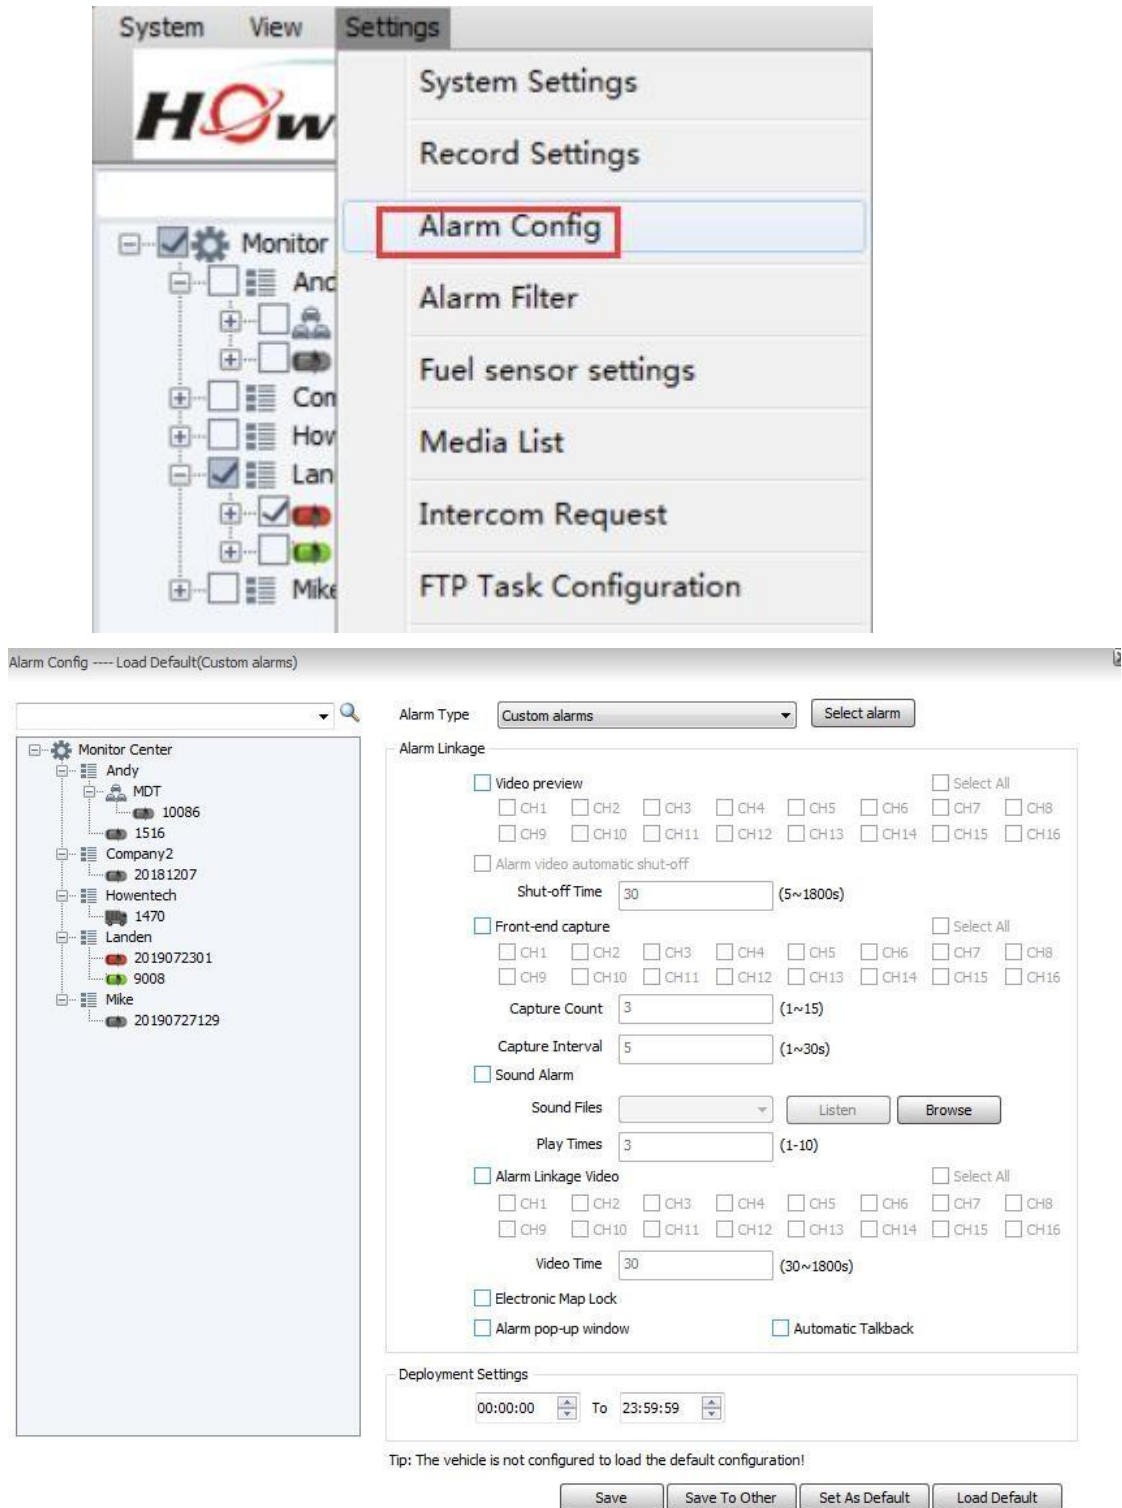 System View Settings
HOw
System Settings
Record Settings
Alarm Config
Alarm Filter
Fuel sensor settings
Media List
Intercom Request
FTP Task Configuration
Monitor
And
Com
How
Lan
Mike
Alarm Config ---- Load Default(Custom alarms)
Monitor Center
Andy
MDT
10086
1516
Company2
20181207
Howentech
1470
Landen
2019072301
9008
Mike
20190727129
Alarm Type Custom alarms Select alarm
Alarm Linkage
Video preview Select All
CH1 CH2 CH3 CH4 CH5 CH6 CH7 CH8
CH9 CH10 CH11 CH12 CH13 CH14 CH15 CH16
Alarm video automatic shut-off
Shut-off Time 30 (5~1800s)
Front-end capture Select All
CH1 CH2 CH3 CH4 CH5 CH6 CH7 CH8
CH9 CH10 CH11 CH12 CH13 CH14 CH15 CH16
Capture Count 3 (1~15)
Capture Interval 5 (1~30s)
Sound Alarm
Sound Files Listen Browse
Play Times 3 (1-10)
Alarm Linkage Video Select All
CH1 CH2 CH3 CH4 CH5 CH6 CH7 CH8
CH9 CH10 CH11 CH12 CH13 CH14 CH15 CH16
Video Time 30 (30~1800s)
Electronic Map Lock
Alarm pop-up window Automatic Talkback
Deployment Settings
00:00:00 To 23:59:59
Tip: The vehicle is not configured to load the default configuration!
Save Save To Other Set As Default Load Default